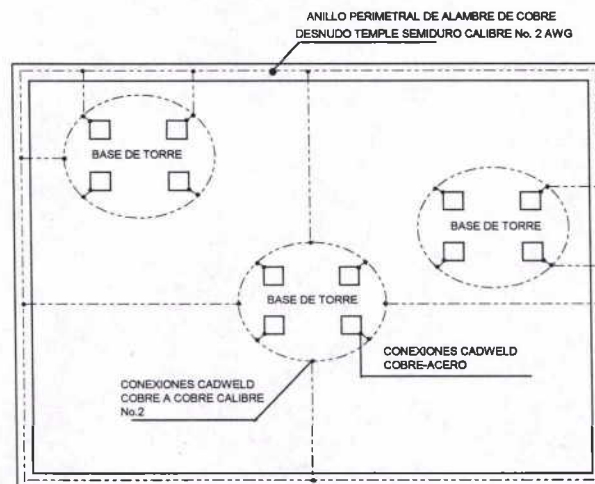 ANILLO PERIMETRAL DE ALAMBRE DE COBRE
DESNUDO TEMPLE SEMIDURO CALIBRE No. 2 AWG
BASE DE TORRE
BASE DE TORRE
BASE DE TORRE
CONEXIONES CADWELD
COBRE-ACERO
CONEXIONES CADWELD
COBRE A COBRE CALIBRE
No.2